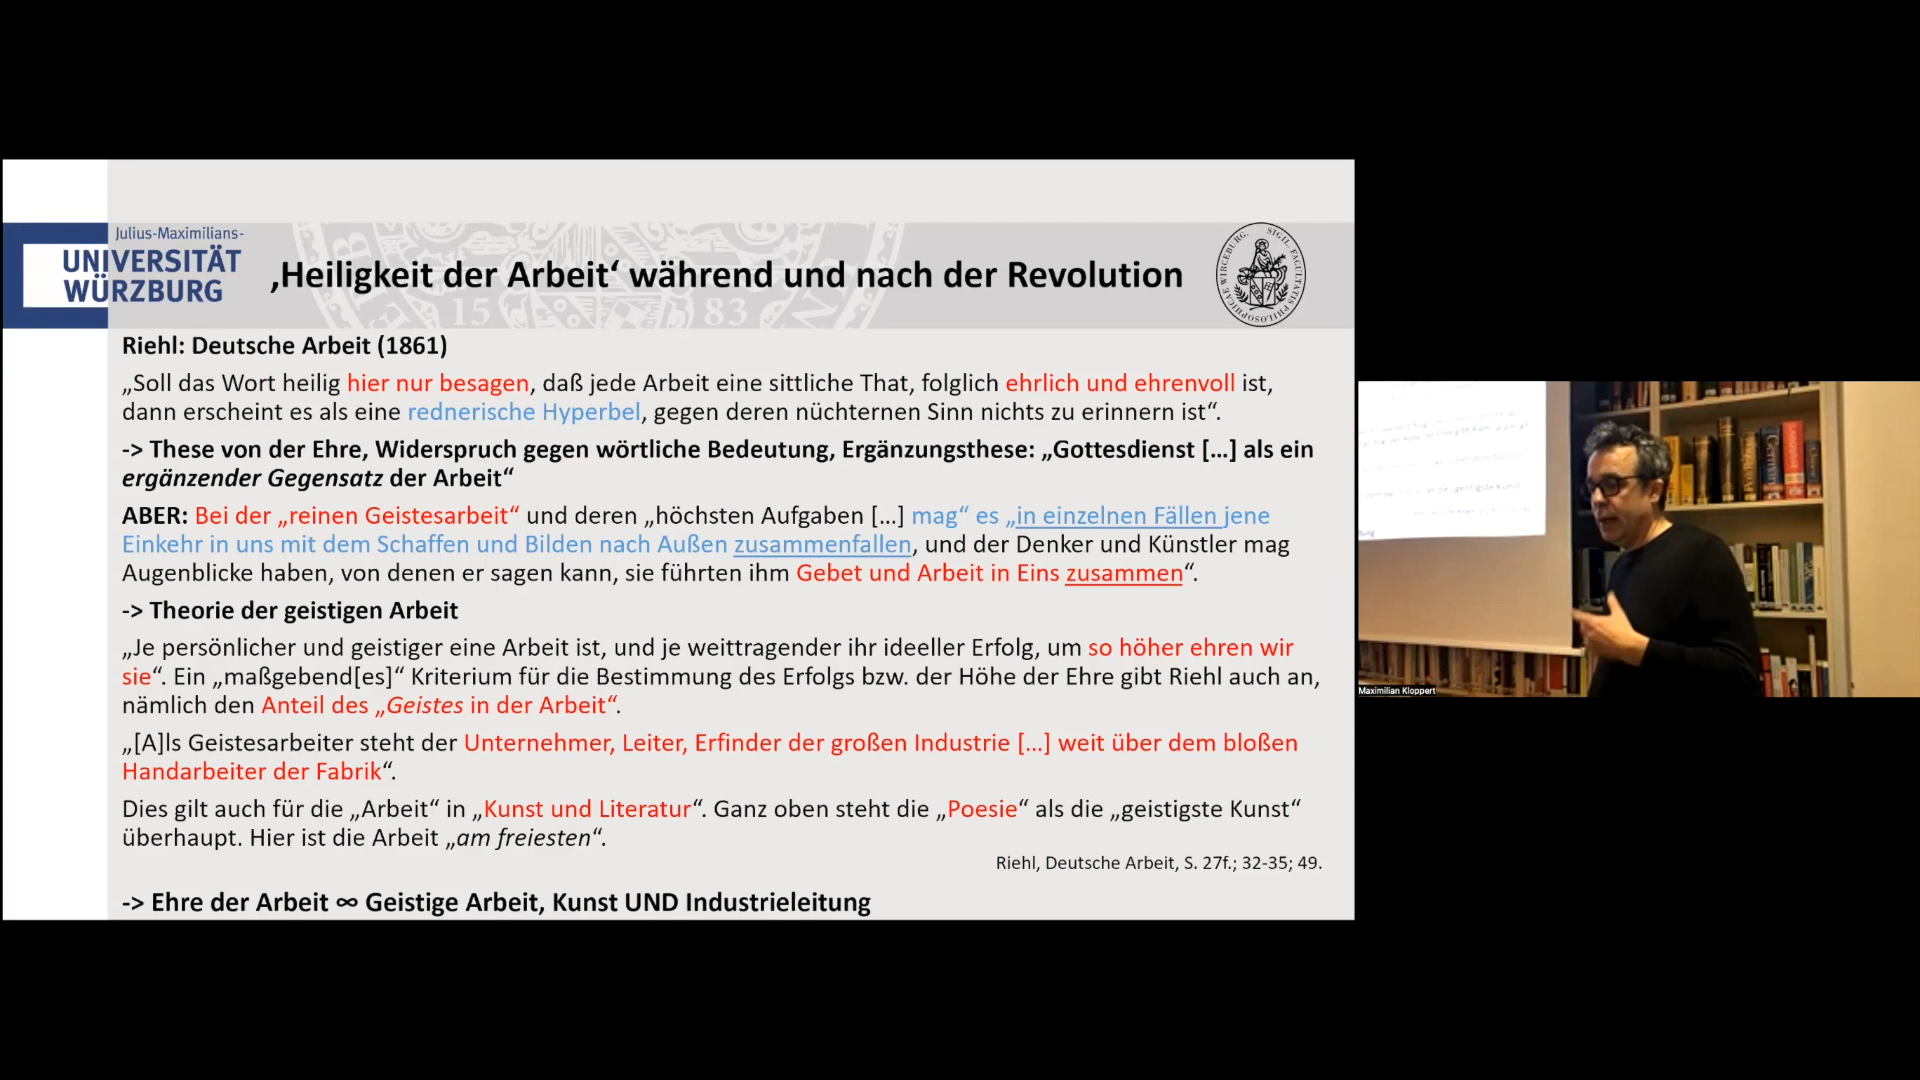 Julius-Maximilians-
UNIVERSITÄT
WÜRZBURG
‚Heiligkeit der Arbeit‘ während und nach der Revolution
SIGIL. FACULTATIS PHILOSOPHICAE WIRCEBURG.
15 83
Riehl: Deutsche Arbeit (1861)
„Soll das Wort heilig hier nur besagen, daß jede Arbeit eine sittliche That, folglich ehrlich und ehrenvoll ist,
dann erscheint es als eine rednerische Hyperbel, gegen deren nüchternen Sinn nichts zu erinnern ist“.
-> These von der Ehre, Widerspruch gegen wörtliche Bedeutung, Ergänzungsthese: „Gottesdienst [...] als ein
ergänzender Gegensatz der Arbeit“
ABER: Bei der „reinen Geistesarbeit“ und deren „höchsten Aufgaben [...] mag“ es „in einzelnen Fällen jene
Einkehr in uns mit dem Schaffen und Bilden nach Außen zusammenfallen, und der Denker und Künstler mag
Augenblicke haben, von denen er sagen kann, sie führten ihm Gebet und Arbeit in Eins zusammen“.
-> Theorie der geistigen Arbeit
„Je persönlicher und geistiger eine Arbeit ist, und je weittragender ihr ideeller Erfolg, um so höher ehren wir
sie“. Ein „maßgebend[es]“ Kriterium für die Bestimmung des Erfolgs bzw. der Höhe der Ehre gibt Riehl auch an,
nämlich den Anteil des „Geistes in der Arbeit“.
„[A]ls Geistesarbeiter steht der Unternehmer, Leiter, Erfinder der großen Industrie [...] weit über dem bloßen
Handarbeiter der Fabrik“.
Dies gilt auch für die „Arbeit“ in „Kunst und Literatur“. Ganz oben steht die „Poesie“ als die „geistigste Kunst“
überhaupt. Hier ist die Arbeit „am freiesten“.
Riehl, Deutsche Arbeit, S. 27f.; 32-35; 49.
-> Ehre der Arbeit ∞ Geistige Arbeit, Kunst UND Industrieleitung
Maximilian Kloppert